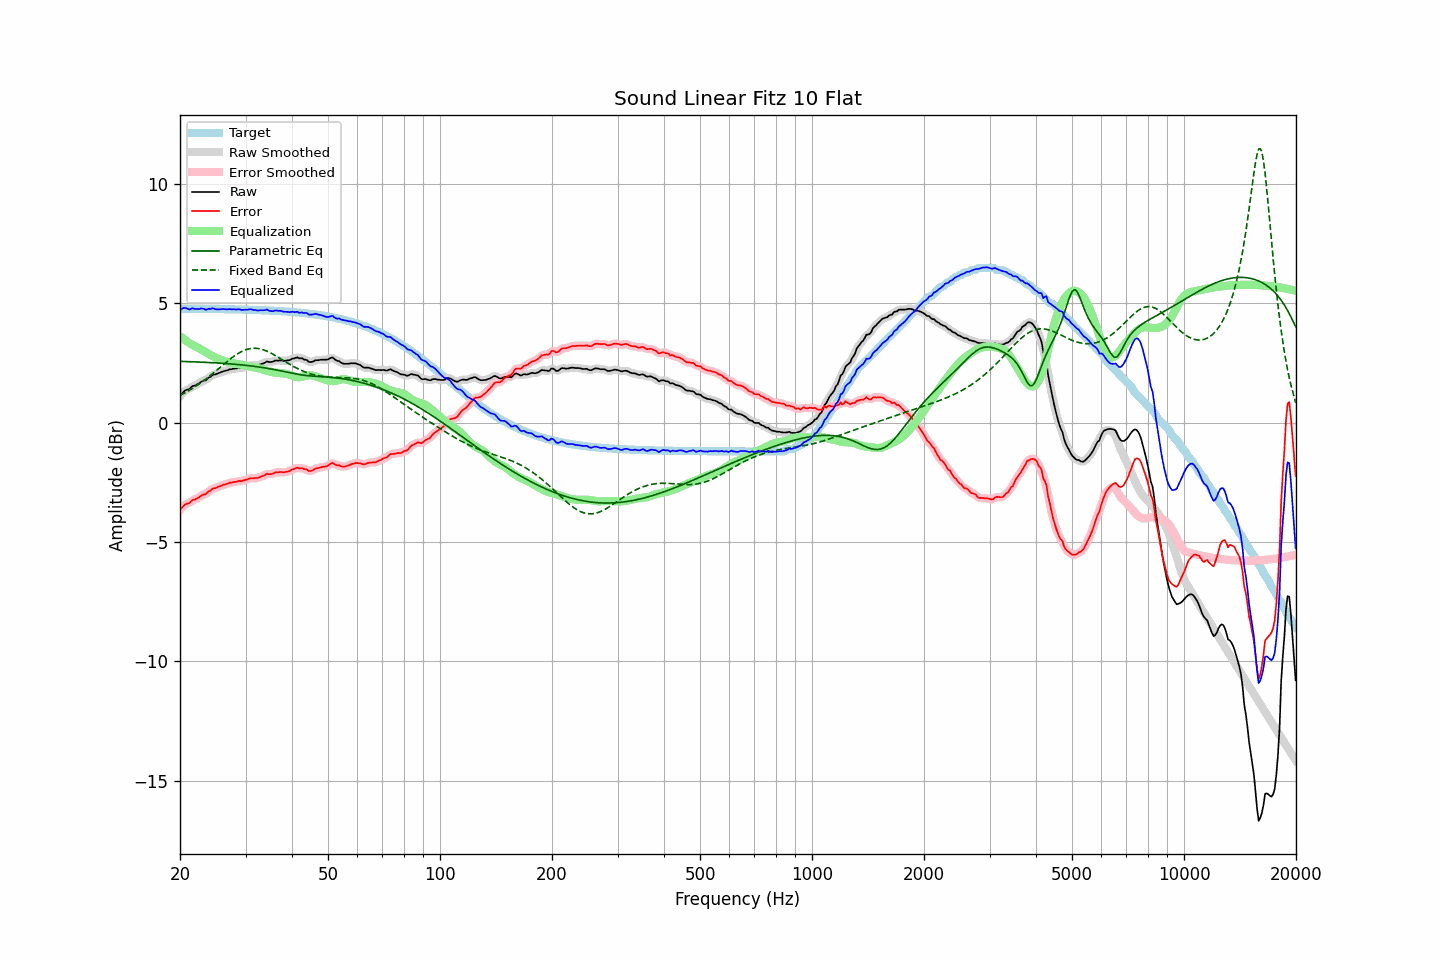 Sound Linear Fitz 10 Flat
Target
Raw Smoothed
Error Smoothed
Raw
Error
Equalization
Parametric Eq
Fixed Band Eq
Equalized
10
5
0
−5
−10
−15
Amplitude (dBr)
20 50 100 200 500 1000 2000 5000 10000 20000
Frequency (Hz)